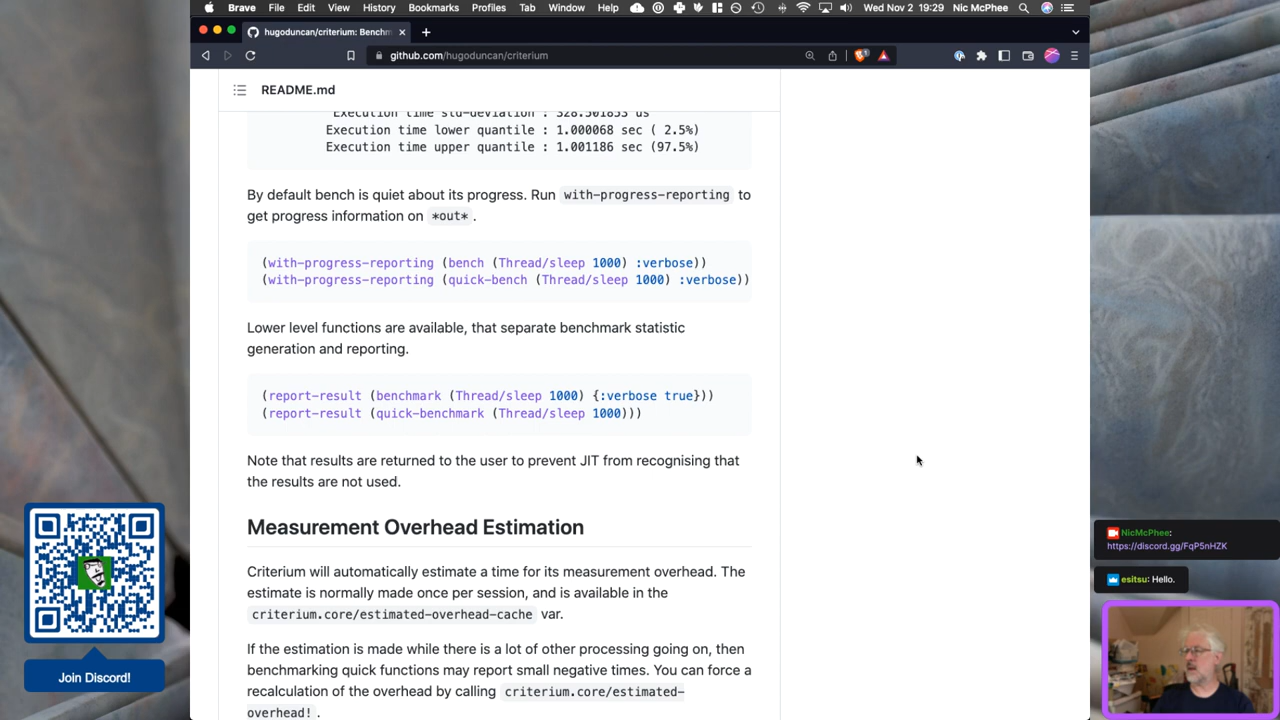 Brave File Edit View History Bookmarks Profiles Tab Window Help Wed Nov 2 19:29 Nic McPhee
hugoduncan/criterium: Benchm
github.com/hugoduncan/criterium
README.md
Execution time std-deviation : 328.501853 us
Execution time lower quantile : 1.000068 sec ( 2.5%)
Execution time upper quantile : 1.001186 sec (97.5%)
By default bench is quiet about its progress. Run with-progress-reporting to
get progress information on *out* .
(with-progress-reporting (bench (Thread/sleep 1000) :verbose))
(with-progress-reporting (quick-bench (Thread/sleep 1000) :verbose))
Lower level functions are available, that separate benchmark statistic
generation and reporting.
(report-result (benchmark (Thread/sleep 1000) {:verbose true}))
(report-result (quick-benchmark (Thread/sleep 1000)))
Note that results are returned to the user to prevent JIT from recognising that
the results are not used.
Measurement Overhead Estimation
Criterium will automatically estimate a time for its measurement overhead. The
estimate is normally made once per session, and is available in the
criterium.core/estimated-overhead-cache var.
If the estimation is made while there is a lot of other processing going on, then
benchmarking quick functions may report small negative times. You can force a
recalculation of the overhead by calling criterium.core/estimated-
overhead! .
Join Discord!
NicMcPhee:
https://discord.gg/FqP5nHZK
esitsu: Hello.